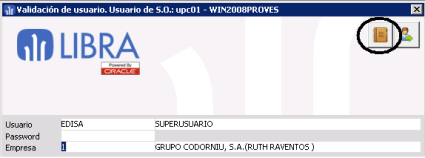 Validación de usuario. Usuario de S.O.: upc01 - WIN2008PROVES
LIBRA
Powered By
ORACLE
Usuario EDISA SUPERUSUARIO
Password
Empresa 1 GRUPO CODORNIU, S.A.(RUTH RAVENTOS )